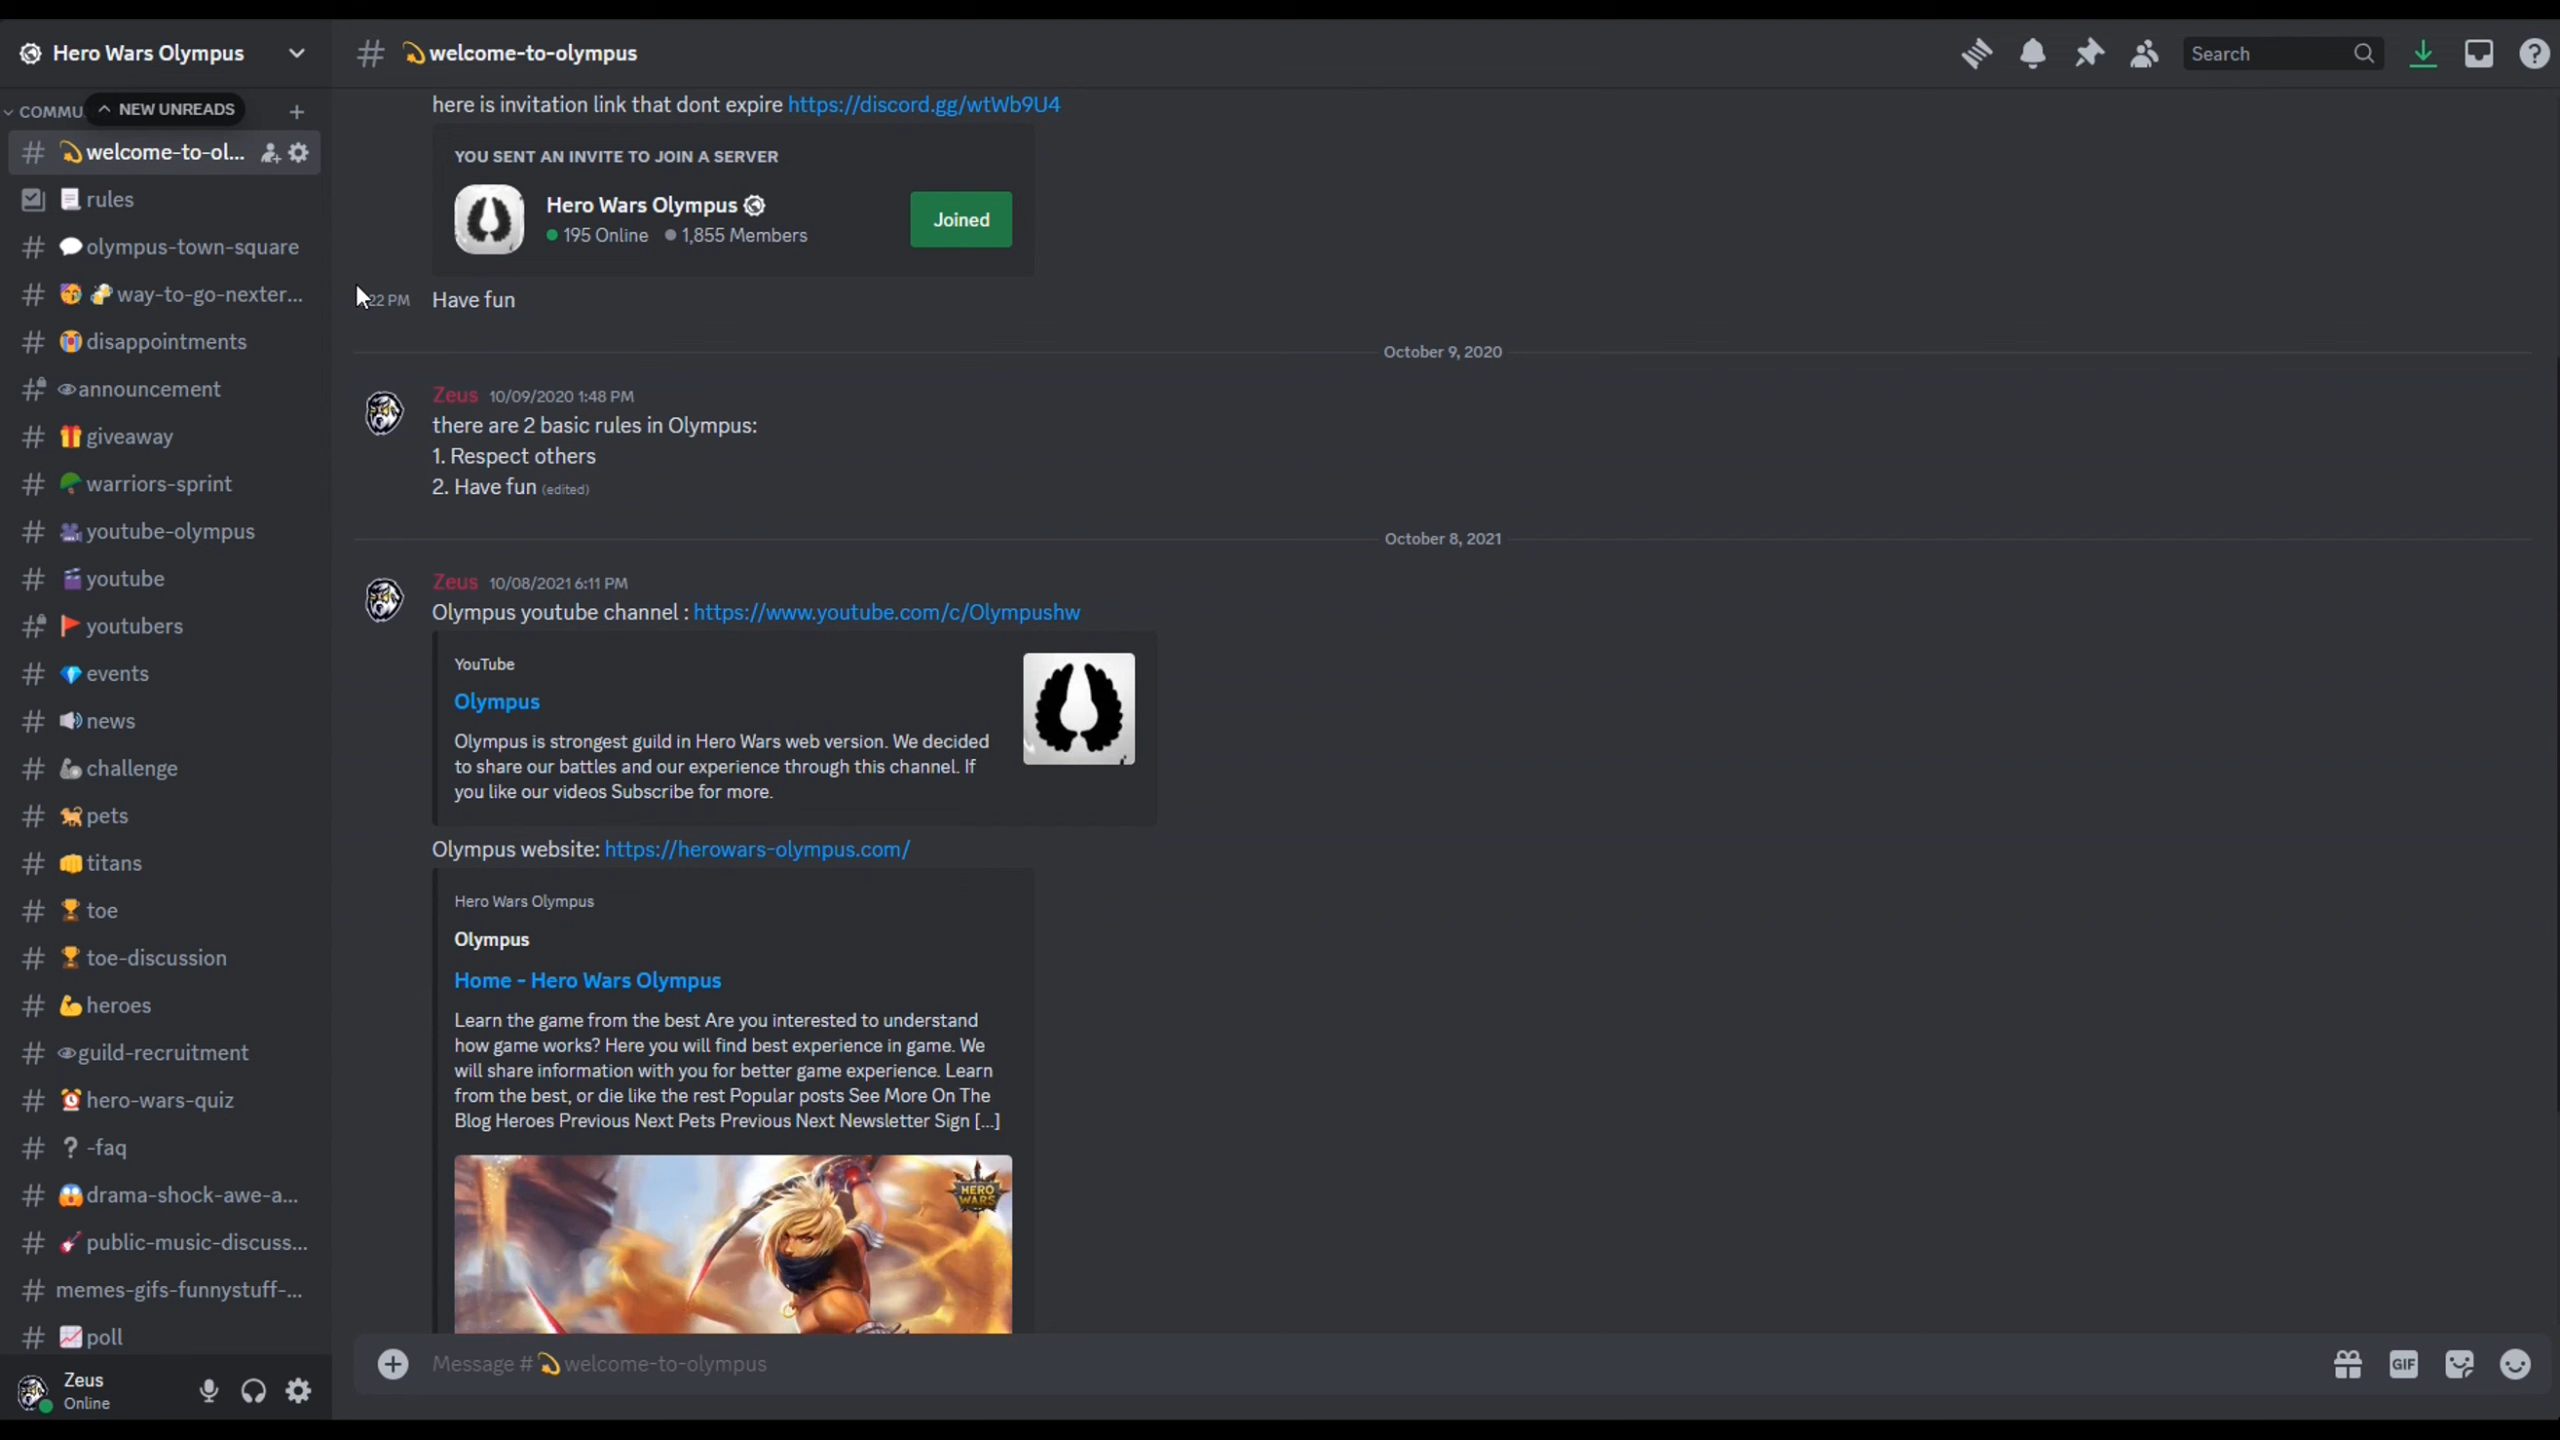 Hero Wars Olympus
COMMU
NEW UNREADS
welcome-to-ol...
rules
olympus-town-square
way-to-go-nexter...
disappointments
announcement
giveaway
warriors-sprint
youtube-olympus
youtube
youtubers
events
news
challenge
pets
titans
toe
toe-discussion
heroes
guild-recruitment
hero-wars-quiz
-faq
drama-shock-awe-a...
public-music-discuss...
memes-gifs-funnystuff-...
poll
Zeus
Online
welcome-to-olympus
Search
here is invitation link that dont expire https://discord.gg/wtWb9U4
YOU SENT AN INVITE TO JOIN A SERVER
Hero Wars Olympus
195 Online 1,855 Members
Joined
22 PM Have fun
October 9, 2020
Zeus 10/09/2020 1:48 PM
there are 2 basic rules in Olympus:
1. Respect others
2. Have fun (edited)
October 8, 2021
Zeus 10/08/2021 6:11 PM
Olympus youtube channel : https://www.youtube.com/c/Olympushw
YouTube
Olympus
Olympus is strongest guild in Hero Wars web version. We decided
to share our battles and our experience through this channel. If
you like our videos Subscribe for more.
Olympus website: https://herowars-olympus.com/
Hero Wars Olympus
Olympus
Home - Hero Wars Olympus
Learn the game from the best Are you interested to understand
how game works? Here you will find best experience in game. We
will share information with you for better game experience. Learn
from the best, or die like the rest Popular posts See More On The
Blog Heroes Previous Next Pets Previous Next Newsletter Sign [...]
HERO
WARS
Message # welcome-to-olympus
GIF